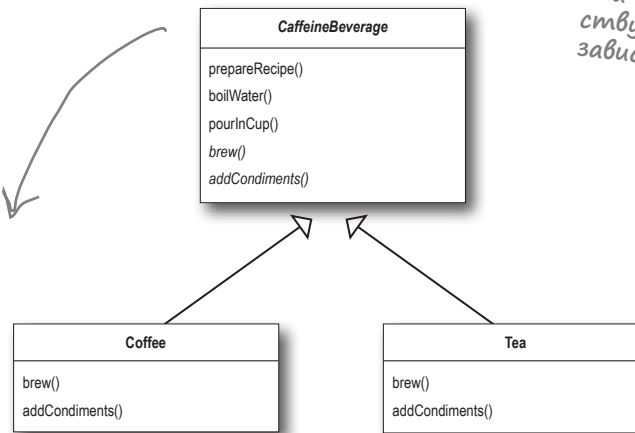 CaffeineBeverage
prepareRecipe()
boilWater()
pourInCup()
brew()
addCondiments()
Coffee
brew()
addCondiments()
Tea
brew()
addCondiments()